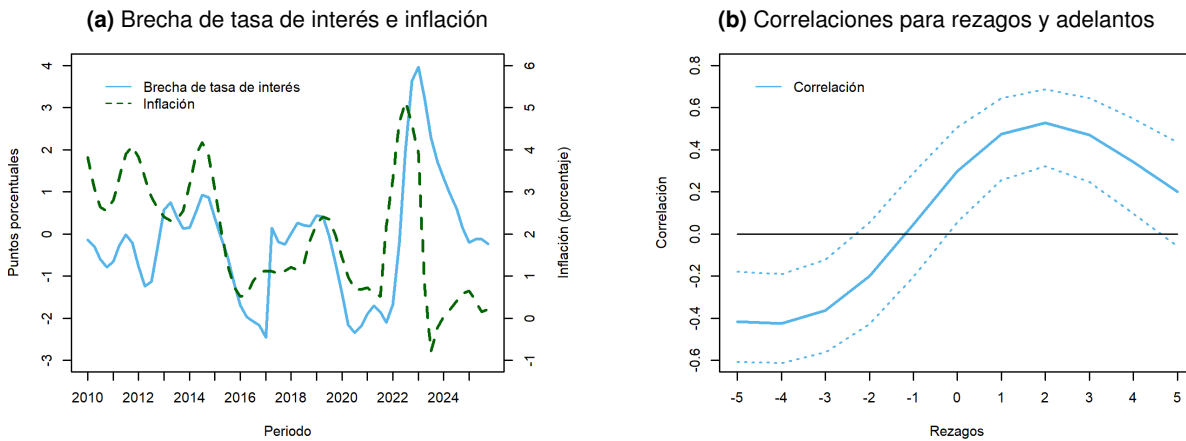 (a) Brecha de tasa de interés e inflación
Brecha de tasa de interés
Inflación
Puntos porcentuales
4
3
2
1
0
-1
-2
-3
6
5
4
3
2
1
0
-1
Inflación (porcentaje)
2010 2012 2014 2016 2018 2020 2022 2024
Periodo
(b) Correlaciones para rezagos y adelantos
Correlación
Correlación
0.8
0.6
0.4
0.2
0.0
-0.2
-0.4
-0.6
-5 -4 -3 -2 -1 0 1 2 3 4 5
Rezagos